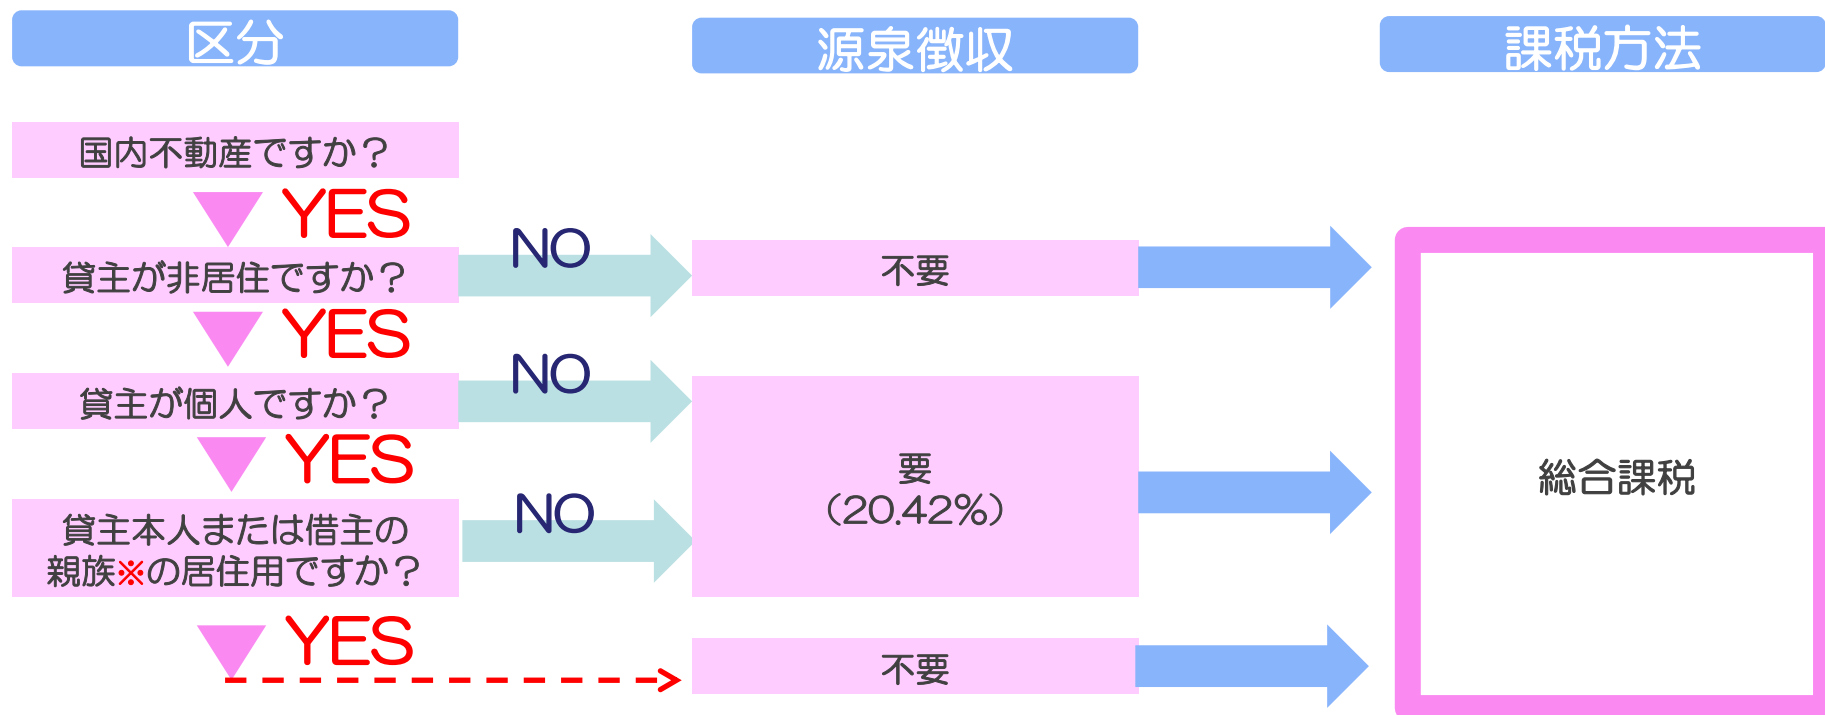 区分
源泉徴収
課税方法
国内不動産ですか？
YES
貸主が非居住ですか？
NO
不要
YES
貸主が個人ですか？
NO
要
（20.42%）
総合課税
YES
貸主本人または借主の
親族※の居住用ですか？
NO
YES
不要